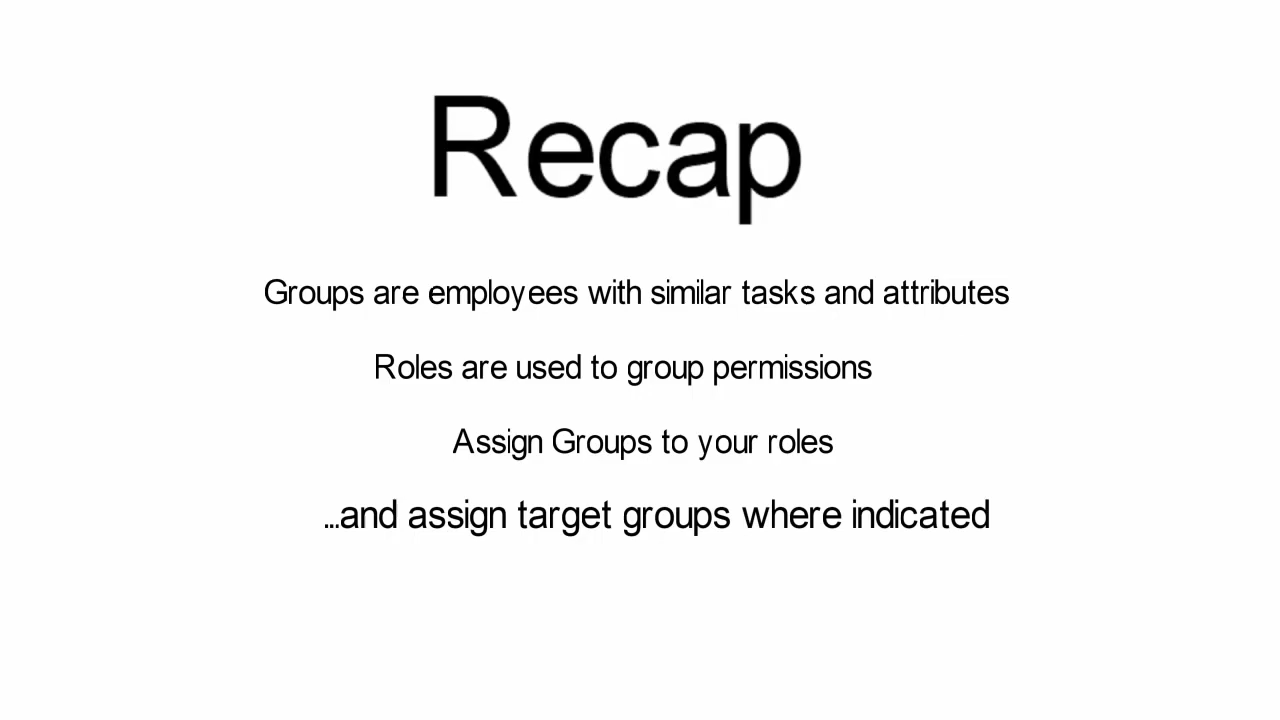 Recap
Groups are employees with similar tasks and attributes
Roles are used to group permissions
Assign Groups to your roles
...and assign target groups where indicated